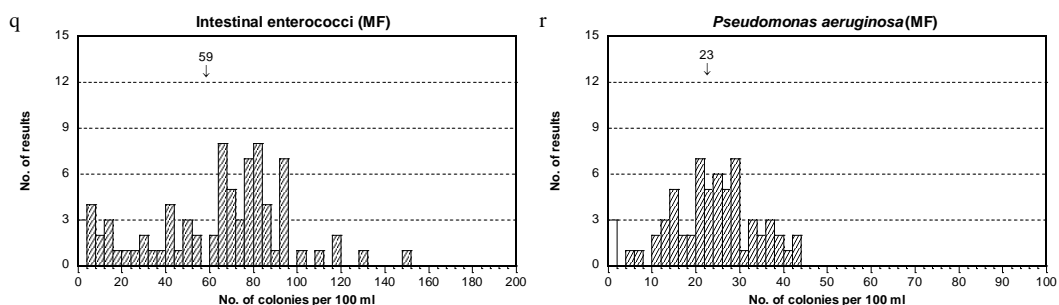 q
Intestinal enterococci (MF)
15
12
9
6
3
0
No. of results
59
↓
0 20 40 60 80 100 120 140 160 180 200
No. of colonies per 100 ml
r
Pseudomonas aeruginosa(MF)
15
12
9
6
3
0
No. of results
23
↓
0 10 20 30 40 50 60 70 80 90 100
No. of colonies per 100 ml